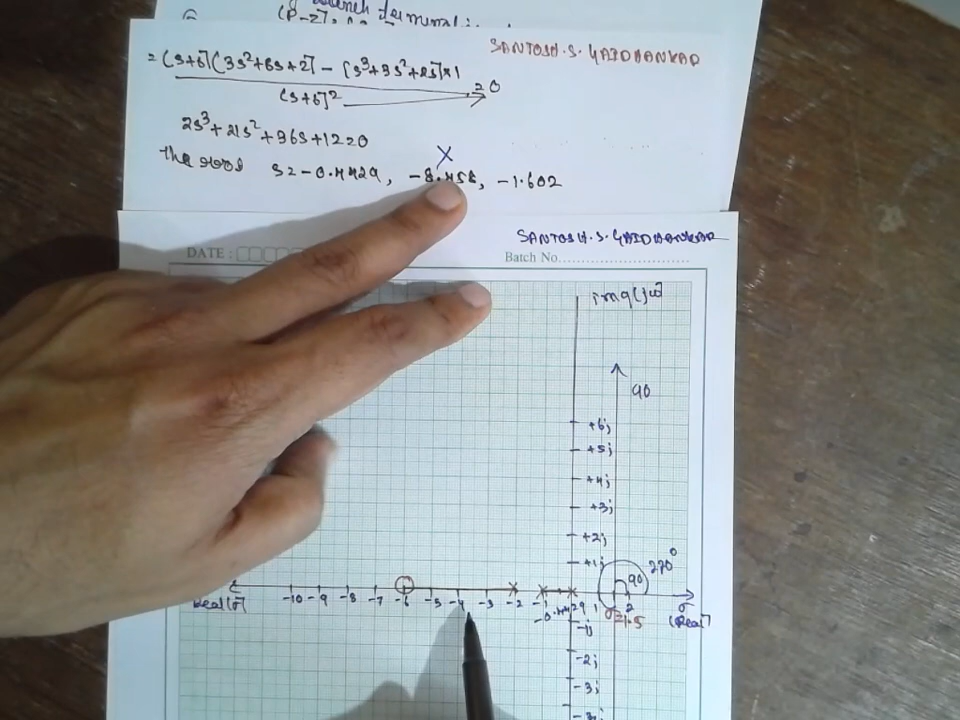 SANTOSH.S.GAIDHANKAR
= (s+6](3s²+6s+2] - [s³+3s²+2s]×1
(s+6]² = 0
2s³+21s²+36s+12=0
The root s=-0.4429, -8.458, -1.602
X
SANTOSH.S.GAIDHANKAR
DATE :
Batch No.
img(jω]
90
+6j
+5j
+4j
+3j
+2j
+1j
270°
90
-10 -9 -8 -7 -6 -5 -4 -3 -2 -1 1 2
Real(σ]
-0.4429
σ=1.5
σ
(Real]
-1j
-2j
-3j